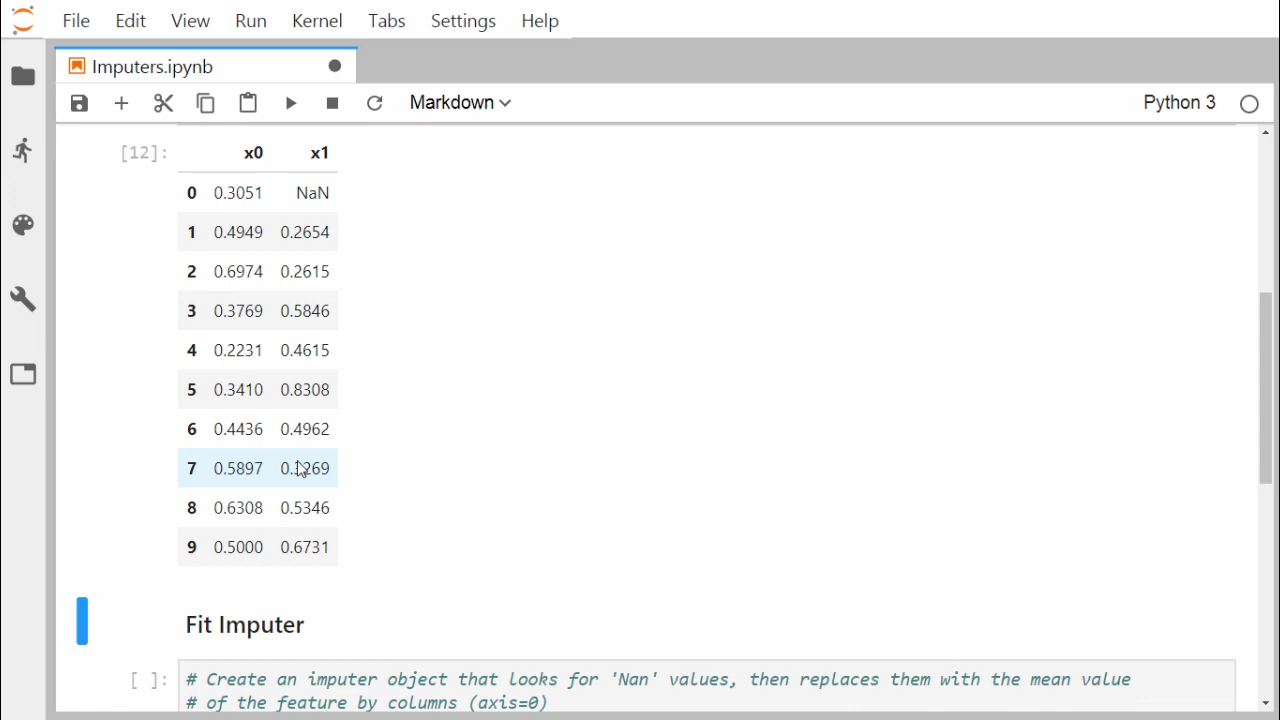 File Edit View Run Kernel Tabs Settings Help
Imputers.ipynb
Markdown Python 3
[12]: x0 x1
0 0.3051 NaN
1 0.4949 0.2654
2 0.6974 0.2615
3 0.3769 0.5846
4 0.2231 0.4615
5 0.3410 0.8308
6 0.4436 0.4962
7 0.5897
8 0.6308 0.5346
9 0.5000 0.6731
Fit Imputer
[ ]: # Create an imputer object that looks for 'Nan' values, then replaces them with the mean value
# of the feature by columns (axis=0)